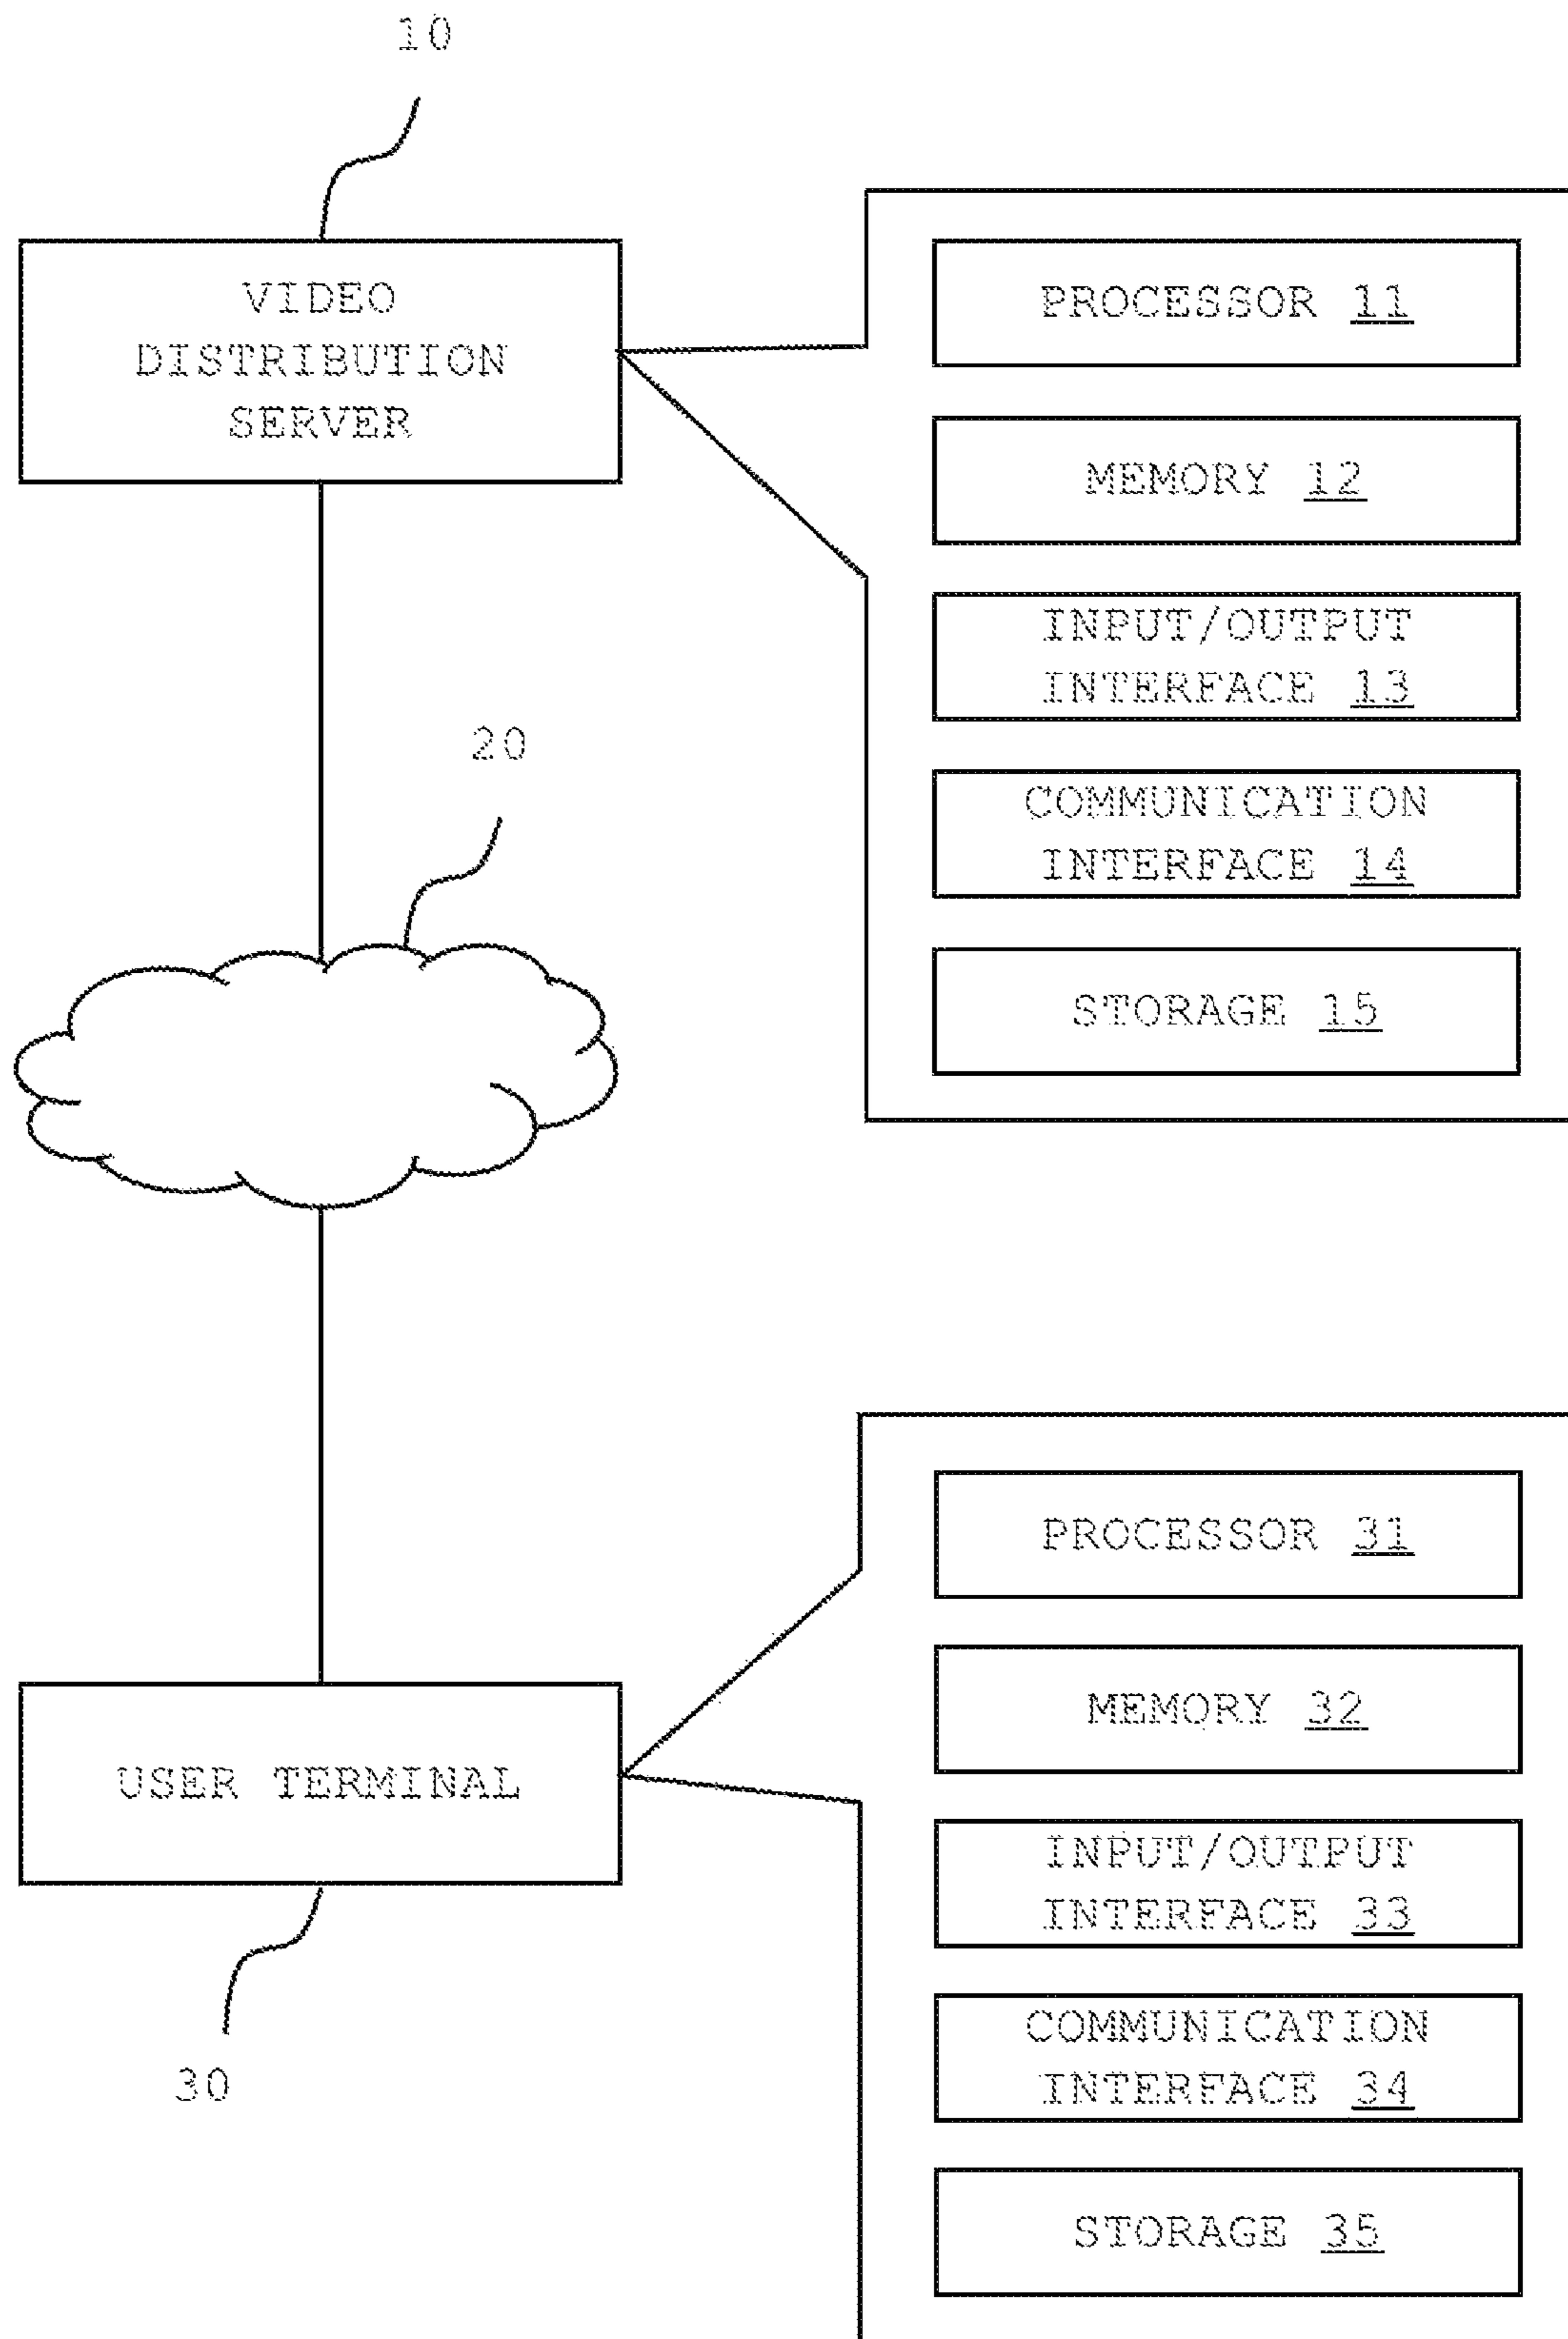 10
VIDEO
DISTRIBUTION
SERVER
PROCESSOR 11
MEMORY 12
INPUT/OUTPUT
INTERFACE 13
COMMUNICATION
INTERFACE 14
STORAGE 15
20
USER TERMINAL
30
PROCESSOR 31
MEMORY 32
INPUT/OUTPUT
INTERFACE 33
COMMUNICATION
INTERFACE 34
STORAGE 35